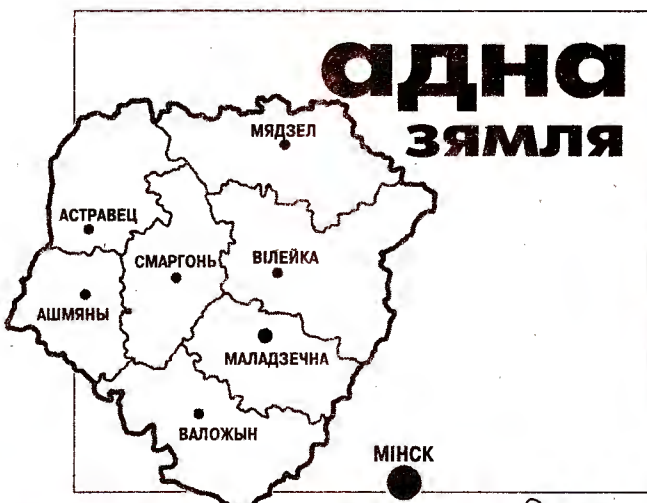 адна
зямля
МЯДЗЕЛ
АСТРАВЕЦ
СМАРГОНЬ
ВІЛЕЙКА
АШМЯНЫ
МАЛАДЗЕЧНА
ВАЛОЖЫН
МІНСК